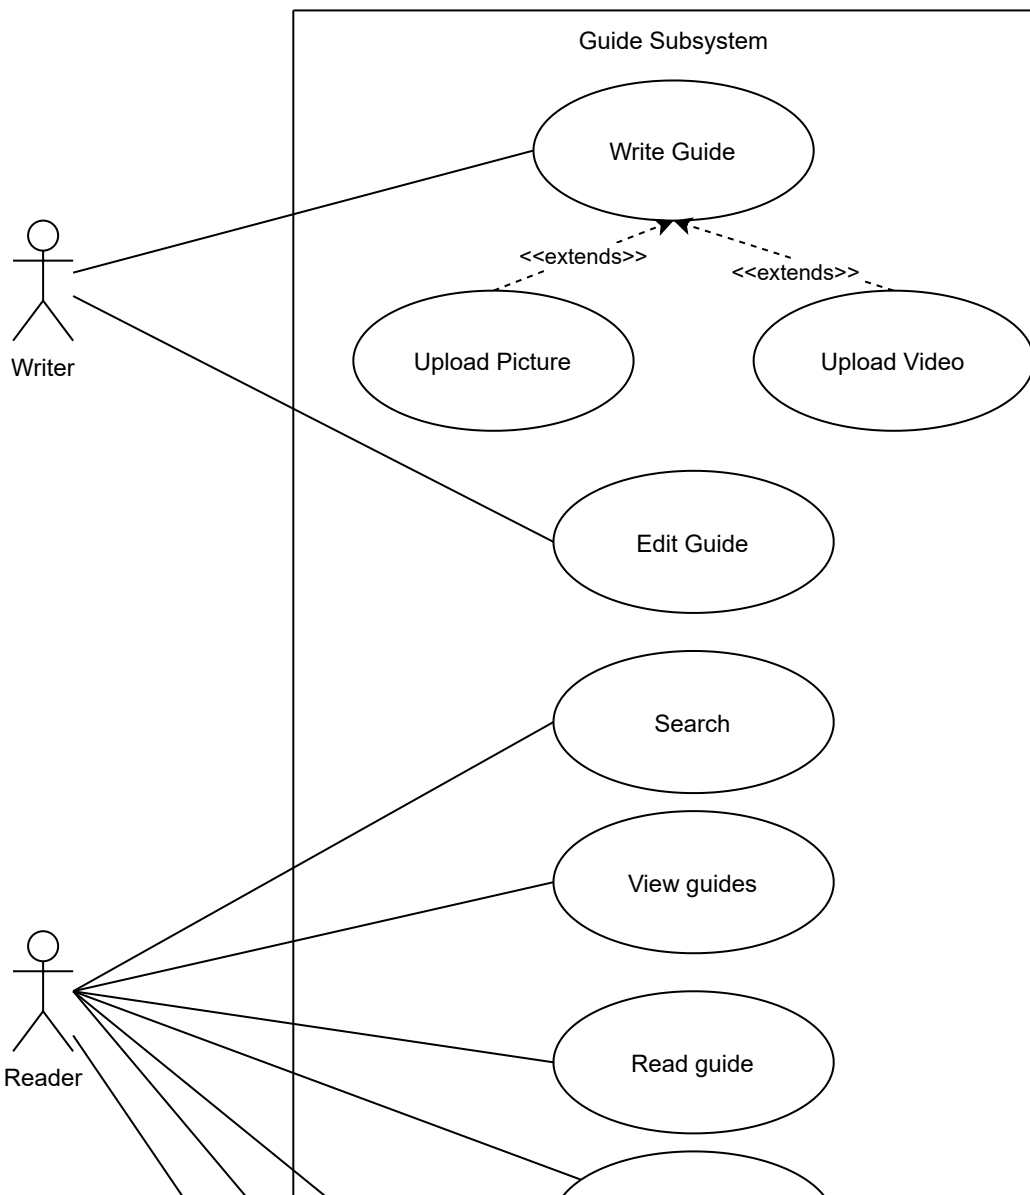 Guide Subsystem
Write Guide
<<extends>>
<<extends>>
Writer
Upload Picture
Upload Video
Edit Guide
Search
View guides
Read guide
Reader